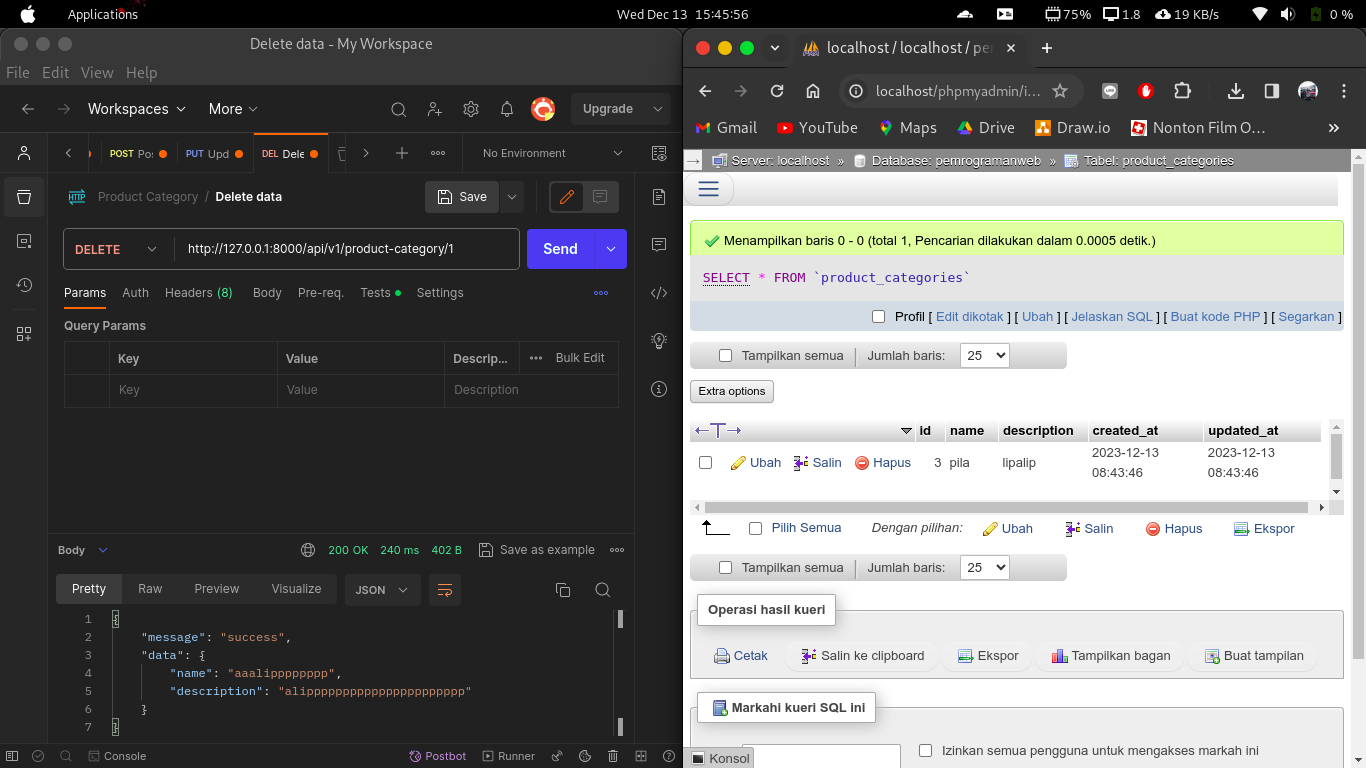 Applications
Wed Dec 13 15:45:56
75% 1.8 19 KB/s 0 %
Delete data - My Workspace
File Edit View Help
Workspaces More Upgrade
POST Pos PUT Upd DEL Dele No Environment
HTTP Product Category / Delete data Save
DELETE http://127.0.0.1:8000/api/v1/product-category/1 Send
Params Auth Headers (8) Body Pre-req. Tests Settings
Query Params
Key Value Descrip... Bulk Edit
Key Value Description
Body 200 OK 240 ms 402 B Save as example
Pretty Raw Preview Visualize JSON
1 {
2 "message": "success",
3 "data": {
4 "name": "aaalipppppppp",
5 "description": "alipppppppppppppppppppppp"
6 }
7 }
Console Postbot Runner
localhost / localhost / pe
localhost/phpmyadmin/i...
Gmail YouTube Maps Drive Draw.io Nonton Film O... »
Server: localhost » Database: pemrogramanweb » Tabel: product_categories
Menampilkan baris 0 - 0 (total 1, Pencarian dilakukan dalam 0.0005 detik.)
SELECT * FROM `product_categories`
Profil [ Edit dikotak ] [ Ubah ] [ Jelaskan SQL ] [ Buat kode PHP ] [ Segarkan ]
Tampilkan semua Jumlah baris: 25
Extra options
id name description created_at updated_at
Ubah Salin Hapus 3 pila lipalip 2023-12-13 08:43:46 2023-12-13 08:43:46
Pilih Semua Dengan pilihan: Ubah Salin Hapus Ekspor
Tampilkan semua Jumlah baris: 25
Operasi hasil kueri
Cetak Salin ke clipboard Ekspor Tampilkan bagan Buat tampilan
Markahi kueri SQL ini
Izinkan semua pengguna untuk mengakses markah ini
Konsol